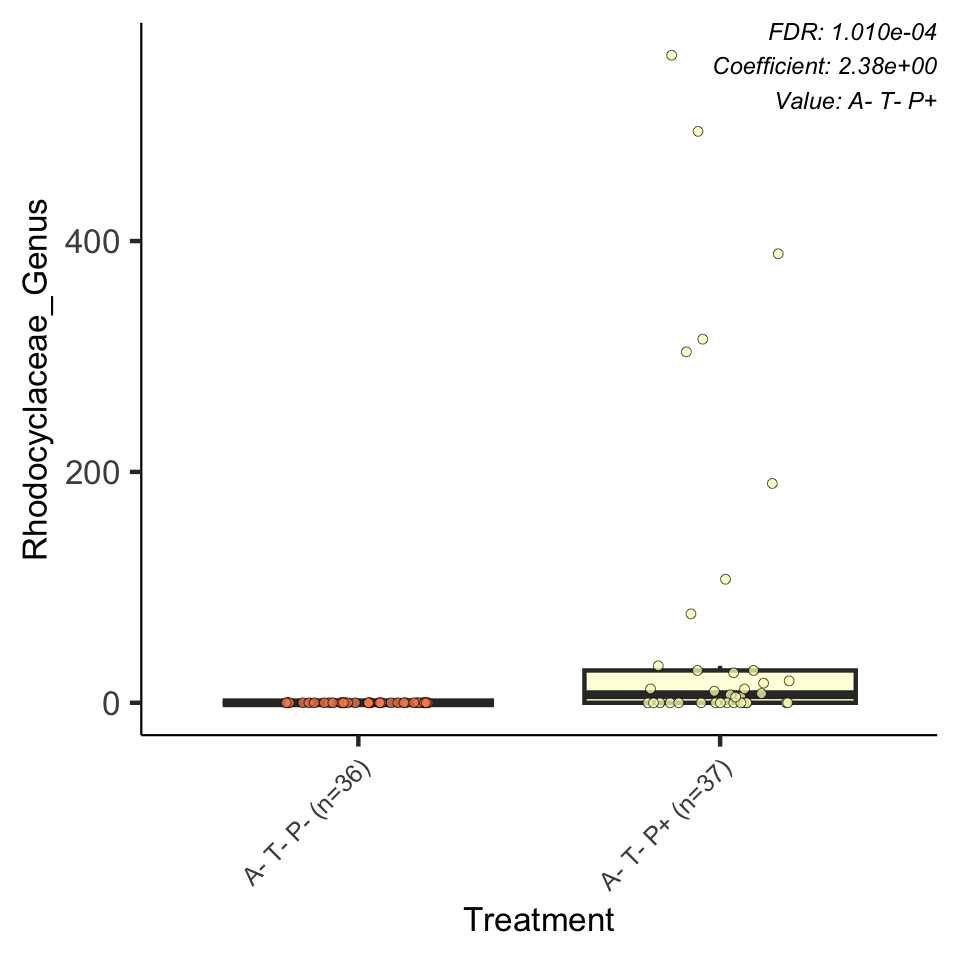 FDR: 1.010e-04
Coefficient: 2.38e+00
Value: A- T- P+
Rhodocyclaceae_Genus
400
200
0
A- T- P- (n=36)
A- T- P+ (n=37)
Treatment